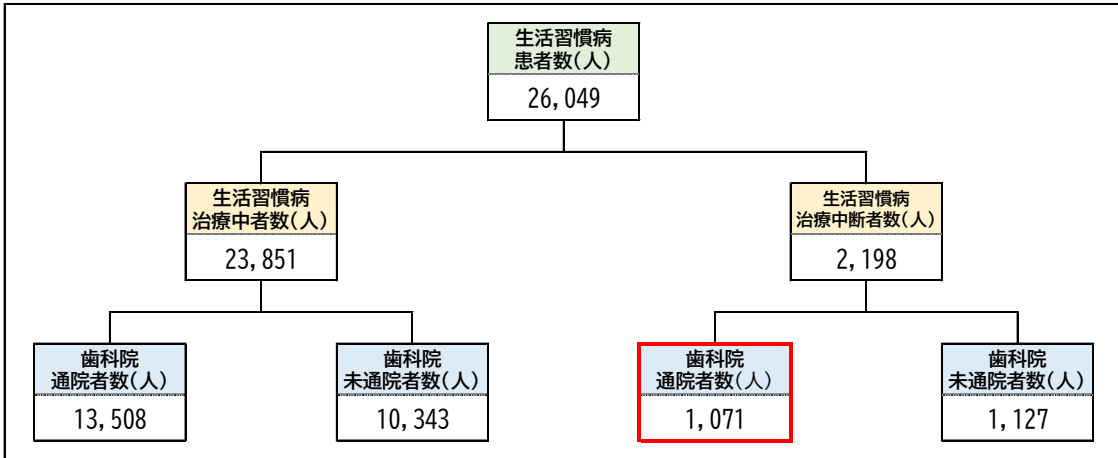 生活習慣病
患者数(人)
26,049
生活習慣病
治療中者数(人)
23,851
生活習慣病
治療中断者数(人)
2,198
歯科院
通院者数(人)
13,508
歯科院
未通院者数(人)
10,343
歯科院
通院者数(人)
1,071
歯科院
未通院者数(人)
1,127